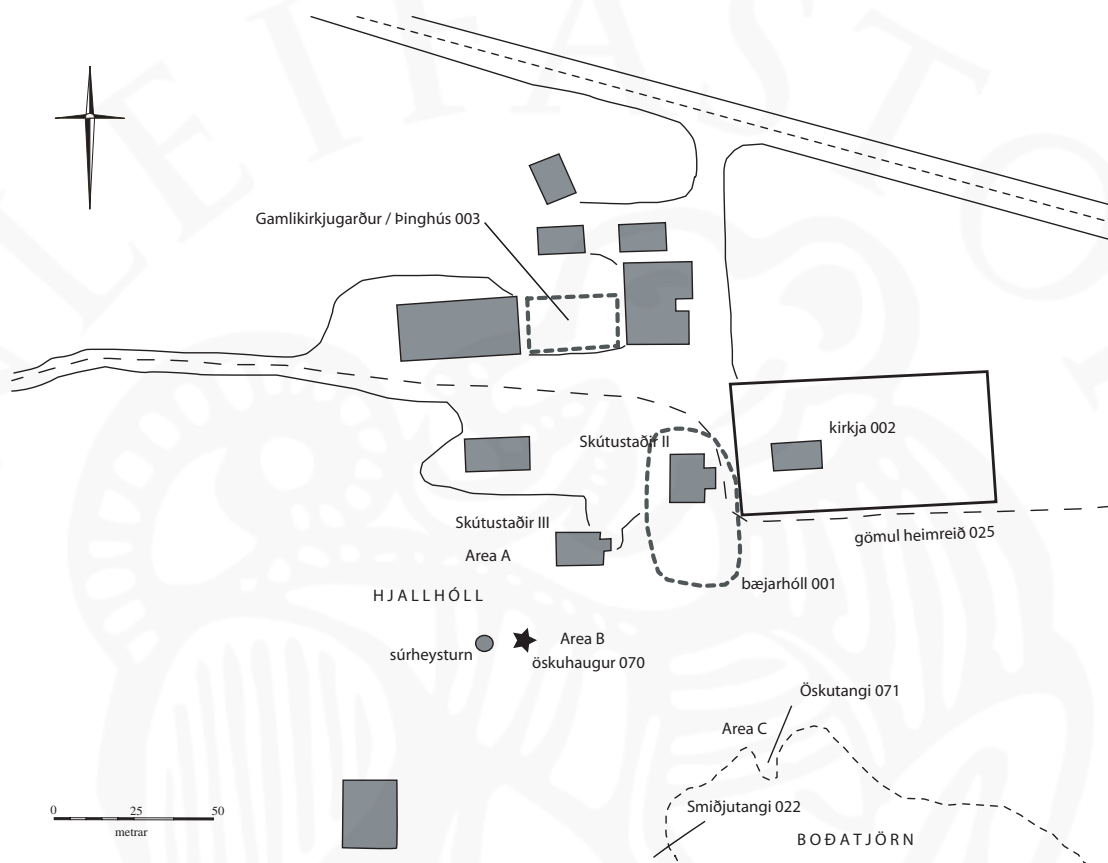 Gamlikirkjugarður / Þinghús 003
kirkja 002
Skútustaðir II
Skútustaðir III
gömul heimreið 025
Area A
bæjarhóll 001
HJALLHÓLL
Area B
súrheysturn
öskuhaugur 070
Öskutangi 071
Area C
Smiðjutangi 022
0 25 50
metrar
BOÐATJÖRN